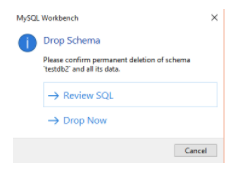 MySQL Workbench
Drop Schema
Please confirm permanent deletion of schema
`testdb2` and all its data.
→ Review SQL
→ Drop Now
Cancel